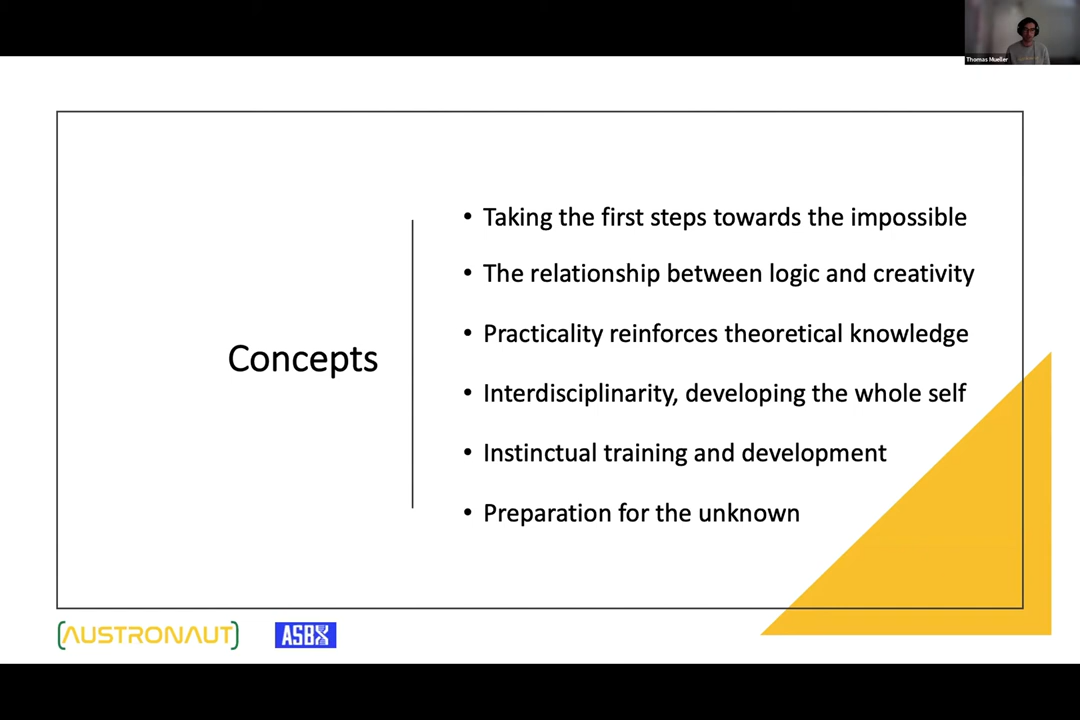 Thomas Mueller
Concepts
• Taking the first steps towards the impossible
• The relationship between logic and creativity
• Practicality reinforces theoretical knowledge
• Interdisciplinarity, developing the whole self
• Instinctual training and development
• Preparation for the unknown
[AUSTRONAUT]
ASBX